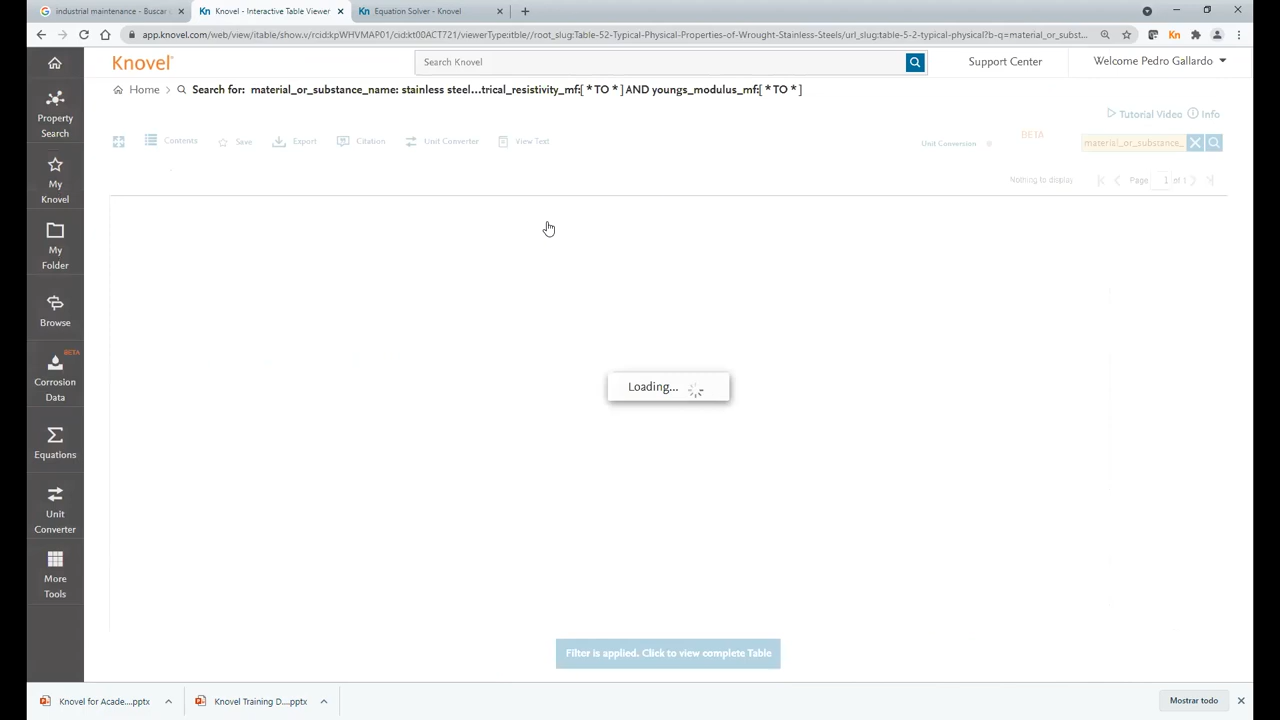 industrial maintenance - Buscar
Knovel - Interactive Table Viewer
Equation Solver - Knovel
app.knovel.com/web/view/itable/show.v/rcid:kpWHVMAP01/cid:kt00ACT721/viewerType:eble//root_slug:Table-52-Typical-Physical-Properties-of-Wrought-Stainless-Steels/url_slug:table-5-2-typical-physical?b-q=material_or_subst...
Kn
Knovel
Search Knovel
Support Center
Welcome Pedro Gallardo
Home > Search for: material_or_substance_name: stainless steel...trical_resistivity_mf:[ * TO * ] AND youngs_modulus_mf:[ * TO * ]
Tutorial Video
Info
Contents
Save
Export
Citation
Unit Converter
View Text
Unit Conversion
BETA
material_or_substance_
Nothing to display
Page 1 of 1
Property
Search
My
Knovel
My
Folder
Browse
BETA
Corrosion
Data
Equations
Unit
Converter
More
Tools
Loading...
Filter is applied. Click to view complete Table
Knovel for Acade....pptx
Knovel Training D....pptx
Mostrar todo